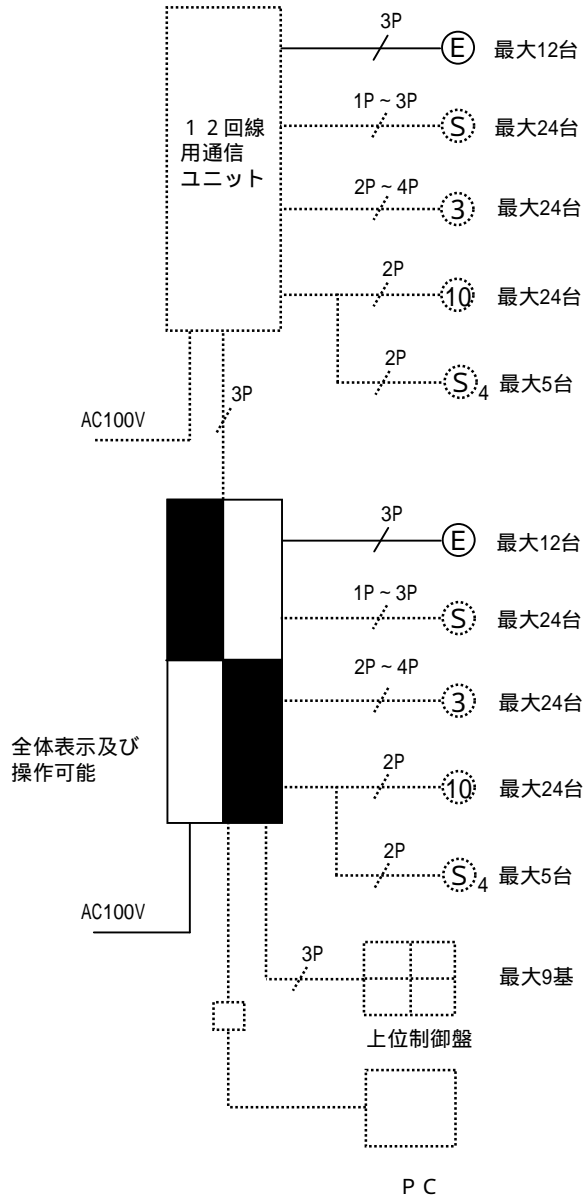 3P
E 最大12台
1P~3P
S 最大24台
12回線
用通信
ユニット
2P~4P
3 最大24台
2P
10 最大24台
2P
S4 最大5台
3P
AC100V
3P
E 最大12台
1P~3P
S 最大24台
2P~4P
3 最大24台
全体表示及び
操作可能
2P
10 最大24台
2P
S4 最大5台
AC100V
3P
最大9基
上位制御盤
PC